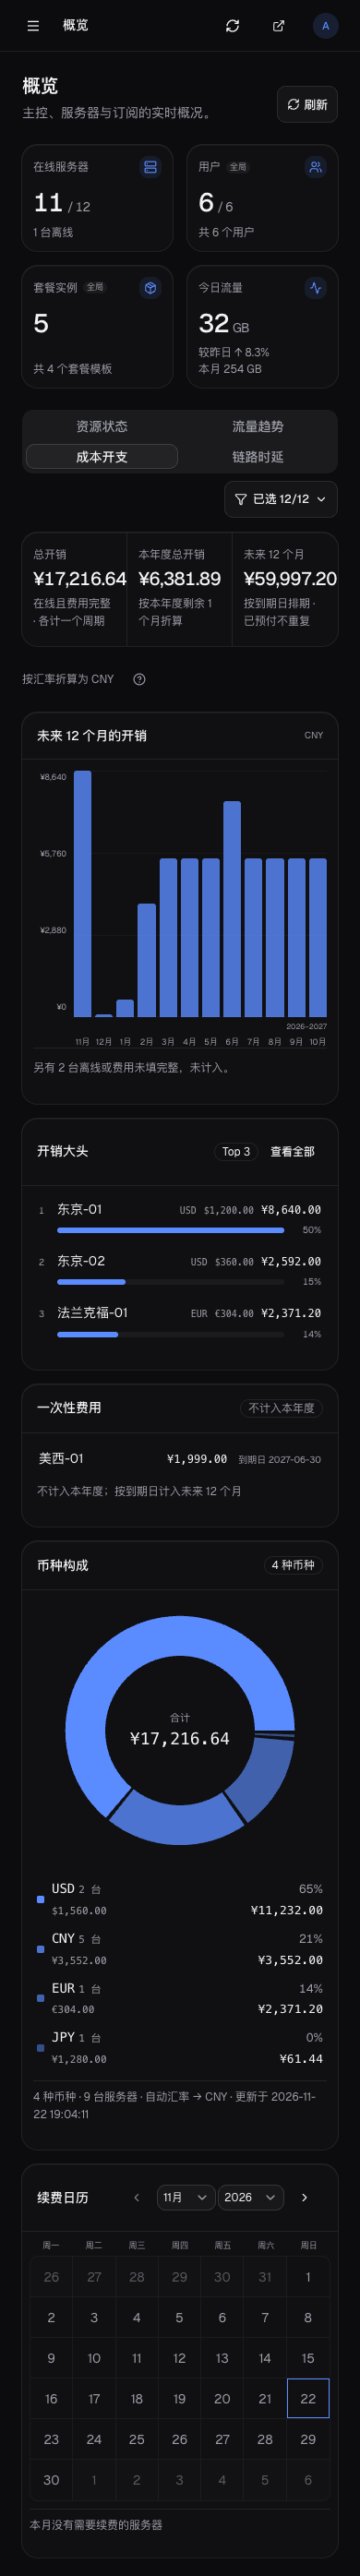 概览
A
概览
主控、服务器与订阅的实时概况。
刷新
在线服务器
11 / 12
1 台离线
用户 全局
6 / 6
共 6 个用户
套餐实例 全局
5
共 4 个套餐模板
今日流量
32 GB
较昨日 ↑ 8.3%
本月 254 GB
资源状态
流量趋势
成本开支
链路时延
已选 12/12
总开销
¥17,216.64
在线且费用完整
· 各计一个周期
本年度总开销
¥6,381.89
按本年度剩余 1
个月折算
未来 12 个月
¥59,997.20
按到期日排期 ·
已预付不重复
按汇率折算为 CNY
未来 12 个月的开销
CNY
¥8,640
¥5,760
¥2,880
¥0
2026-2027
11月 12月 1月 2月 3月 4月 5月 6月 7月 8月 9月 10月
另有 2 台离线或费用未填完整，未计入。
开销大头
Top 3
查看全部
1 东京-01 USD $1,200.00 ¥8,640.00
50%
2 东京-02 USD $360.00 ¥2,592.00
15%
3 法兰克福-01 EUR €304.00 ¥2,371.20
14%
一次性费用
不计入本年度
美西-01 ¥1,999.00 到期日 2027-06-30
不计入本年度；按到期日计入未来 12 个月
币种构成
4 种币种
合计
¥17,216.64
USD 2 台 65%
$1,560.00 ¥11,232.00
CNY 5 台 21%
¥3,552.00 ¥3,552.00
EUR 1 台 14%
€304.00 ¥2,371.20
JPY 1 台 0%
¥1,280.00 ¥61.44
4 种币种 · 9 台服务器 · 自动汇率 → CNY · 更新于 2026-11-
22 19:04:11
续费日历
11月
2026
周一 周二 周三 周四 周五 周六 周日
26 27 28 29 30 31 1
2 3 4 5 6 7 8
9 10 11 12 13 14 15
16 17 18 19 20 21 22
23 24 25 26 27 28 29
30 1 2 3 4 5 6
本月没有需要续费的服务器